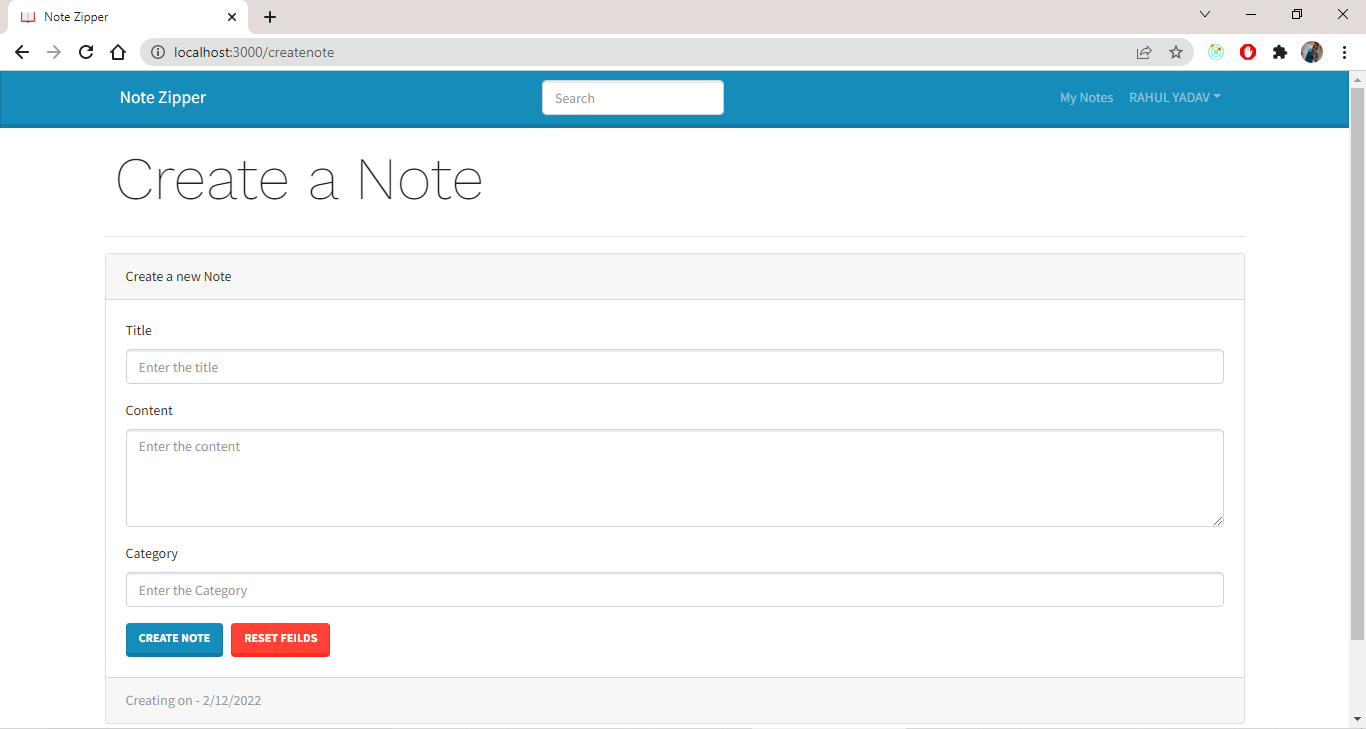 Note Zipper
localhost:3000/createnote
Note Zipper
Search
My Notes
RAHUL YADAV
Create a Note
Create a new Note
Title
Enter the title
Content
Enter the content
Category
Enter the Category
CREATE NOTE
RESET FEILDS
Creating on - 2/12/2022